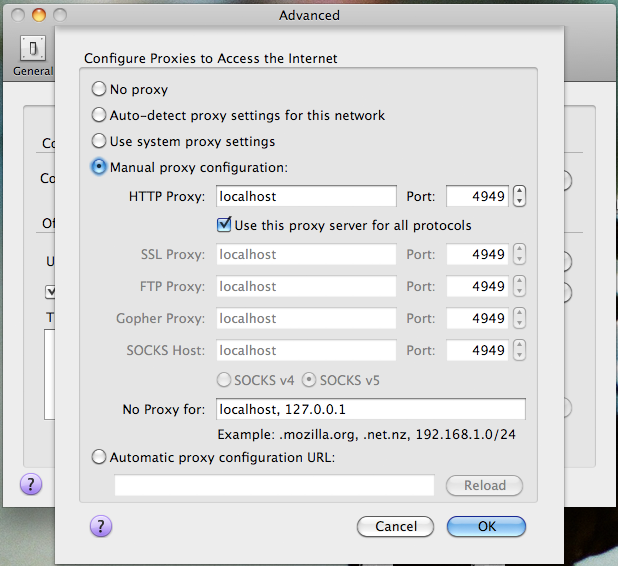 Advanced
General
Configure Proxies to Access the Internet
No proxy
Auto-detect proxy settings for this network
Use system proxy settings
Manual proxy configuration:
HTTP Proxy: localhost Port: 4949
Use this proxy server for all protocols
SSL Proxy: localhost Port: 4949
FTP Proxy: localhost Port: 4949
Gopher Proxy: localhost Port: 4949
SOCKS Host: localhost Port: 4949
SOCKS v4 SOCKS v5
No Proxy for: localhost, 127.0.0.1
Example: .mozilla.org, .net.nz, 192.168.1.0/24
Automatic proxy configuration URL:
Reload
? ? Cancel OK
Co
Co
Of
U
T